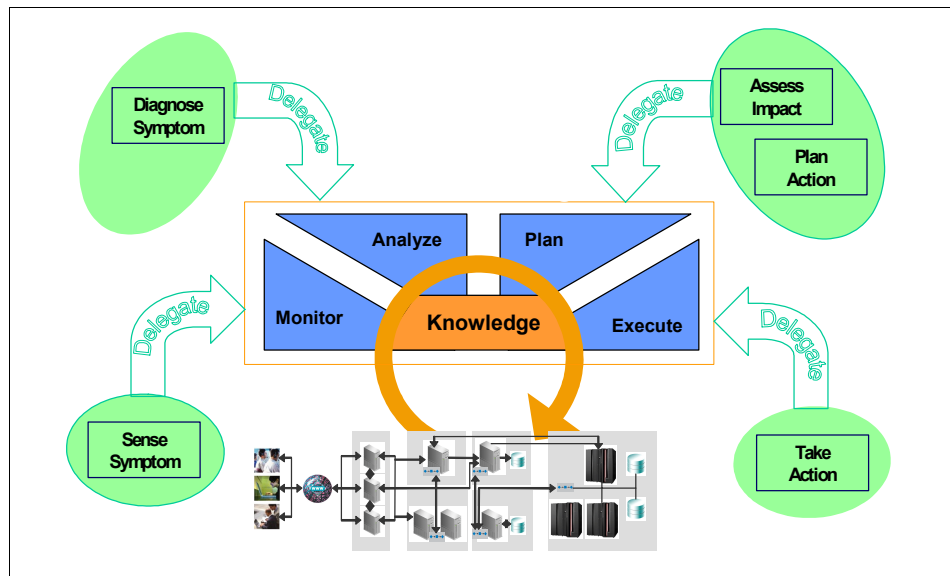 Diagnose
Symptom
Delegate
Delegate
Assess
Impact
Plan
Action
Analyze
Plan
Monitor
Knowledge
Execute
Delegate
Delegate
Sense
Symptom
Take
Action
WWW